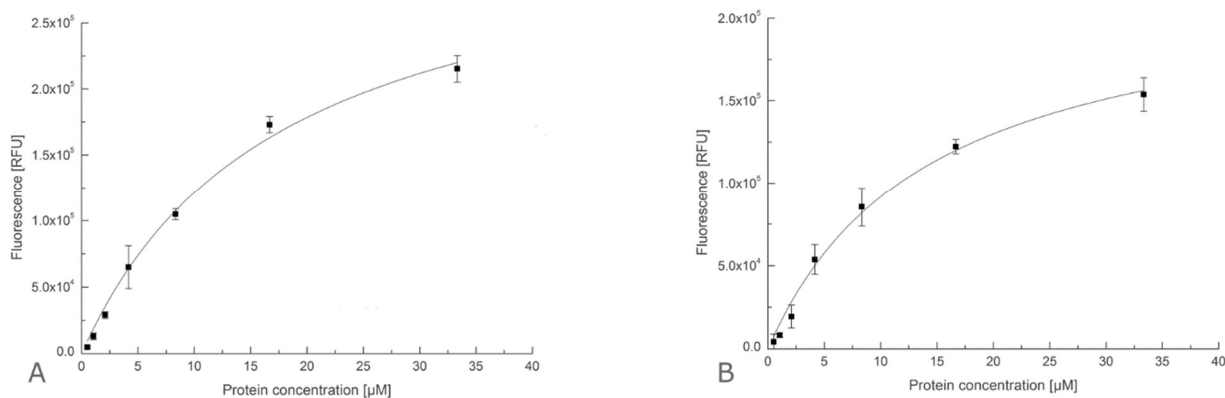 2.5x10⁵
2.0x10⁵
1.5x10⁵
1.0x10⁵
5.0x10⁴
0.0
Fluorescence [RFU]
0 5 10 15 20 25 30 35 40
Protein concentration [µM]
A
2.0x10⁵
1.5x10⁵
1.0x10⁵
5.0x10⁴
0.0
Fluorescence [RFU]
0 5 10 15 20 25 30 35 40
Protein concentration [µM]
B